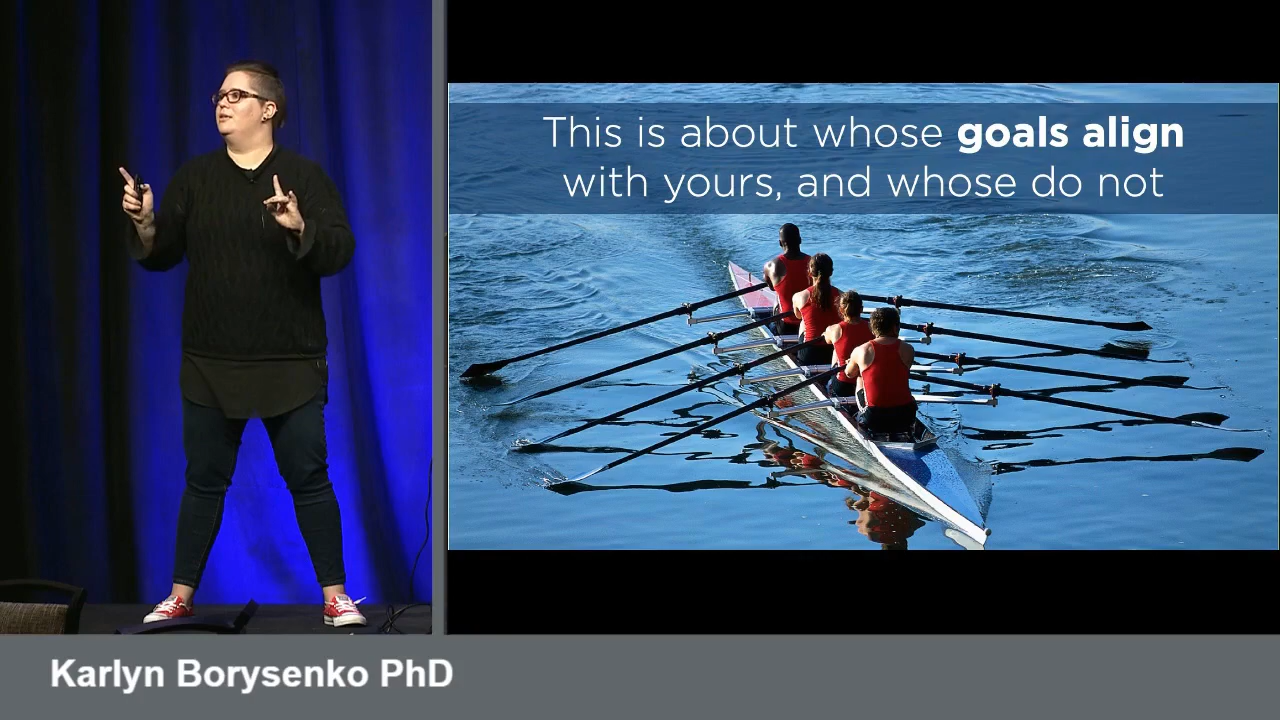 This is about whose goals align
with yours, and whose do not
Karlyn Borysenko PhD